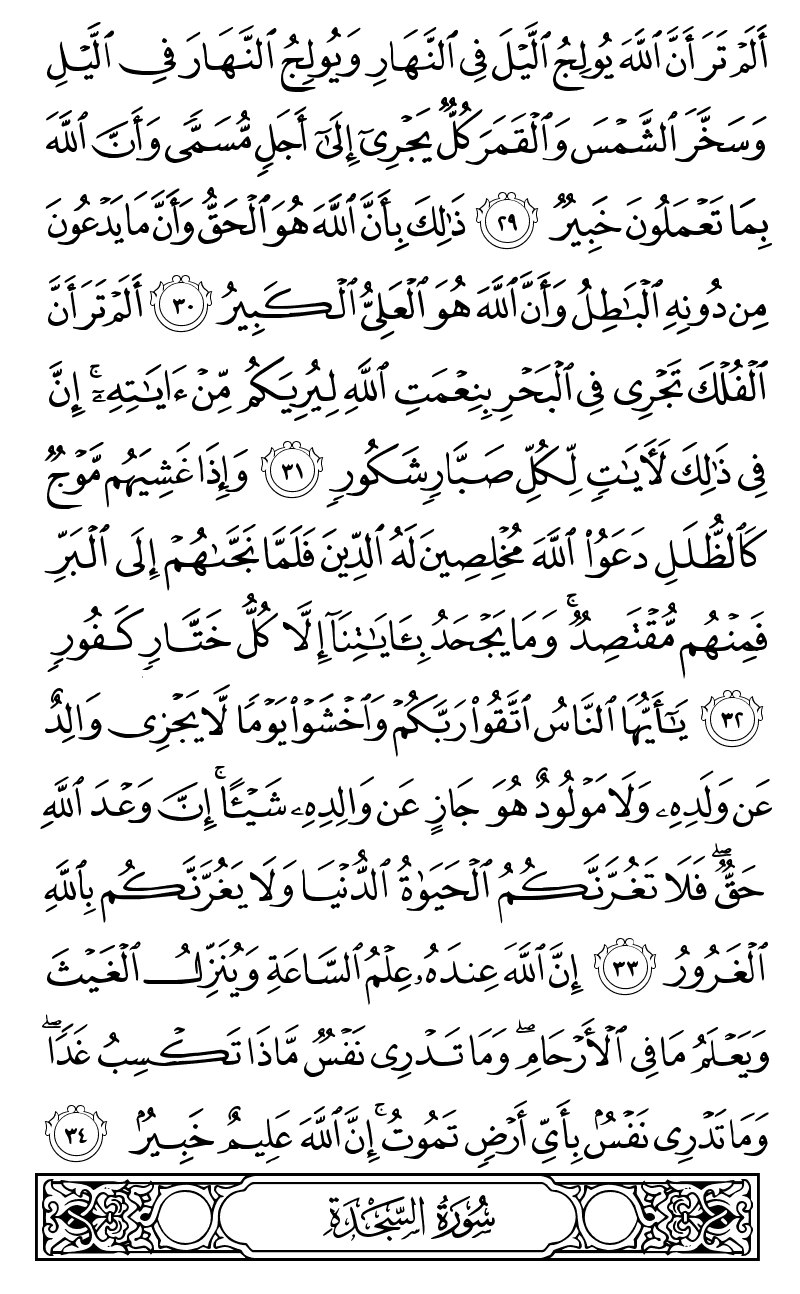 أَلَمْ تَرَ أَنَّ ٱللَّهَ يُولِجُ ٱلَّيْلَ فِى ٱلنَّهَارِ وَيُولِجُ ٱلنَّهَارَ فِى ٱلَّيْلِ
وَسَخَّرَ ٱلشَّمْسَ وَٱلْقَمَرَ كُلٌّ يَجْرِىٓ إِلَىٰٓ أَجَلٍ مُّسَمًّى وَأَنَّ ٱللَّهَ
بِمَا تَعْمَلُونَ خَبِيرٌ ٢٩ ذَٰلِكَ بِأَنَّ ٱللَّهَ هُوَ ٱلْحَقُّ وَأَنَّ مَا يَدْعُونَ
مِن دُونِهِ ٱلْبَٰطِلُ وَأَنَّ ٱللَّهَ هُوَ ٱلْعَلِىُّ ٱلْكَبِيرُ ٣٠ أَلَمْ تَرَ أَنَّ
ٱلْفُلْكَ تَجْرِى فِى ٱلْبَحْرِ بِنِعْمَتِ ٱللَّهِ لِيُرِيَكُم مِّنْ ءَايَٰتِهِۦٓ ۚ إِنَّ
فِى ذَٰلِكَ لَءَايَٰتٍ لِّكُلِّ صَبَّارٍ شَكُورٍ ٣١ وَإِذَا غَشِيَهُم مَّوْجٌ
كَٱلظُّلَلِ دَعَوُا۟ ٱللَّهَ مُخْلِصِينَ لَهُ ٱلدِّينَ فَلَمَّا نَجَّىٰهُمْ إِلَى ٱلْبَرِّ
فَمِنْهُم مُّقْتَصِدٌ ۚ وَمَا يَجْحَدُ بِـَٔايَٰتِنَآ إِلَّا كُلُّ خَتَّارٍ كَفُورٍ
٣٢ يَٰٓأَيُّهَا ٱلنَّاسُ ٱتَّقُوا۟ رَبَّكُمْ وَٱخْشَوْا۟ يَوْمًا لَّا يَجْزِى وَالِدٌ
عَن وَلَدِهِۦ وَلَا مَوْلُودٌ هُوَ جَازٍ عَن وَالِدِهِۦ شَيْـًٔا ۚ إِنَّ وَعْدَ ٱللَّهِ
حَقٌّ ۖ فَلَا تَغُرَّنَّكُمُ ٱلْحَيَوٰةُ ٱلدُّنْيَا وَلَا يَغُرَّنَّكُم بِٱللَّهِ
ٱلْغَرُورُ ٣٣ إِنَّ ٱللَّهَ عِندَهُۥ عِلْمُ ٱلسَّاعَةِ وَيُنَزِّلُ ٱلْغَيْثَ
وَيَعْلَمُ مَا فِى ٱلْأَرْحَامِ ۖ وَمَا تَدْرِى نَفْسٌ مَّاذَا تَكْسِبُ غَدًا ۖ
وَمَا تَدْرِى نَفْسٌۢ بِأَىِّ أَرْضٍ تَمُوتُ ۚ إِنَّ ٱللَّهَ عَلِيمٌ خَبِيرٌۢ ٣٤
سُورَةُ السَّجْدَةِ